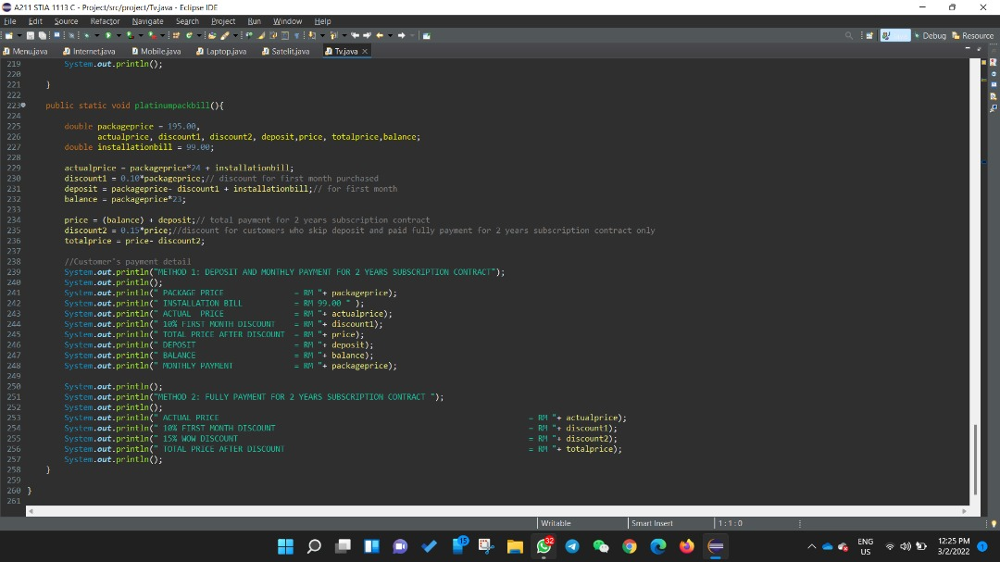 A211 STIA 1113 C - Project/src/project/Tv.java - Eclipse IDE
File Edit Source Refactor Navigate Search Project Run Window Help
Debug Resource
Menu.java Internet.java Mobile.java Laptop.java Satelit.java Tv.java
219 System.out.println();
220
221 }
222
223 public static void platinumpackbill(){
224
225 double packageprice = 195.00,
226 actualprice, discount1, discount2, deposit,price, totalprice,balance;
227 double installationbill = 99.00;
228
229 actualprice = packageprice*24 + installationbill;
230 discount1 = 0.10*packageprice;// discount for first month purchased
231 deposit = packageprice- discount1 + installationbill;// for first month
232 balance = packageprice*23;
233
234 price = (balance) + deposit;// total payment for 2 years subscription contract
235 discount2 = 0.15*price;//discount for customers who skip deposit and paid fully payment for 2 years subscription contract only
236 totalprice = price- discount2;
237
238 //Customer's payment detail
239 System.out.println("METHOD 1: DEPOSIT AND MONTHLY PAYMENT FOR 2 YEARS SUBSCRIPTION CONTRACT");
240 System.out.println();
241 System.out.println(" PACKAGE PRICE = RM "+ packageprice);
242 System.out.println(" INSTALLATION BILL = RM 99.00 " );
243 System.out.println(" ACTUAL PRICE = RM "+ actualprice);
244 System.out.println(" 10% FIRST MONTH DISCOUNT = RM "+ discount1);
245 System.out.println(" TOTAL PRICE AFTER DISCOUNT = RM "+ price);
246 System.out.println(" DEPOSIT = RM "+ deposit);
247 System.out.println(" BALANCE = RM "+ balance);
248 System.out.println(" MONTHLY PAYMENT = RM "+ packageprice);
249
250 System.out.println();
251 System.out.println("METHOD 2: FULLY PAYMENT FOR 2 YEARS SUBSCRIPTION CONTRACT ");
252 System.out.println();
253 System.out.println(" ACTUAL PRICE = RM "+ actualprice);
254 System.out.println(" 10% FIRST MONTH DISCOUNT = RM "+ discount1);
255 System.out.println(" 15% WOW DISCOUNT = RM "+ discount2);
256 System.out.println(" TOTAL PRICE AFTER DISCOUNT = RM "+ totalprice);
257 System.out.println();
258 }
259
260 }
261
Writable Smart Insert 1 : 1 : 0
15 32 ENG 12:25 PM
US 3/2/2022 1